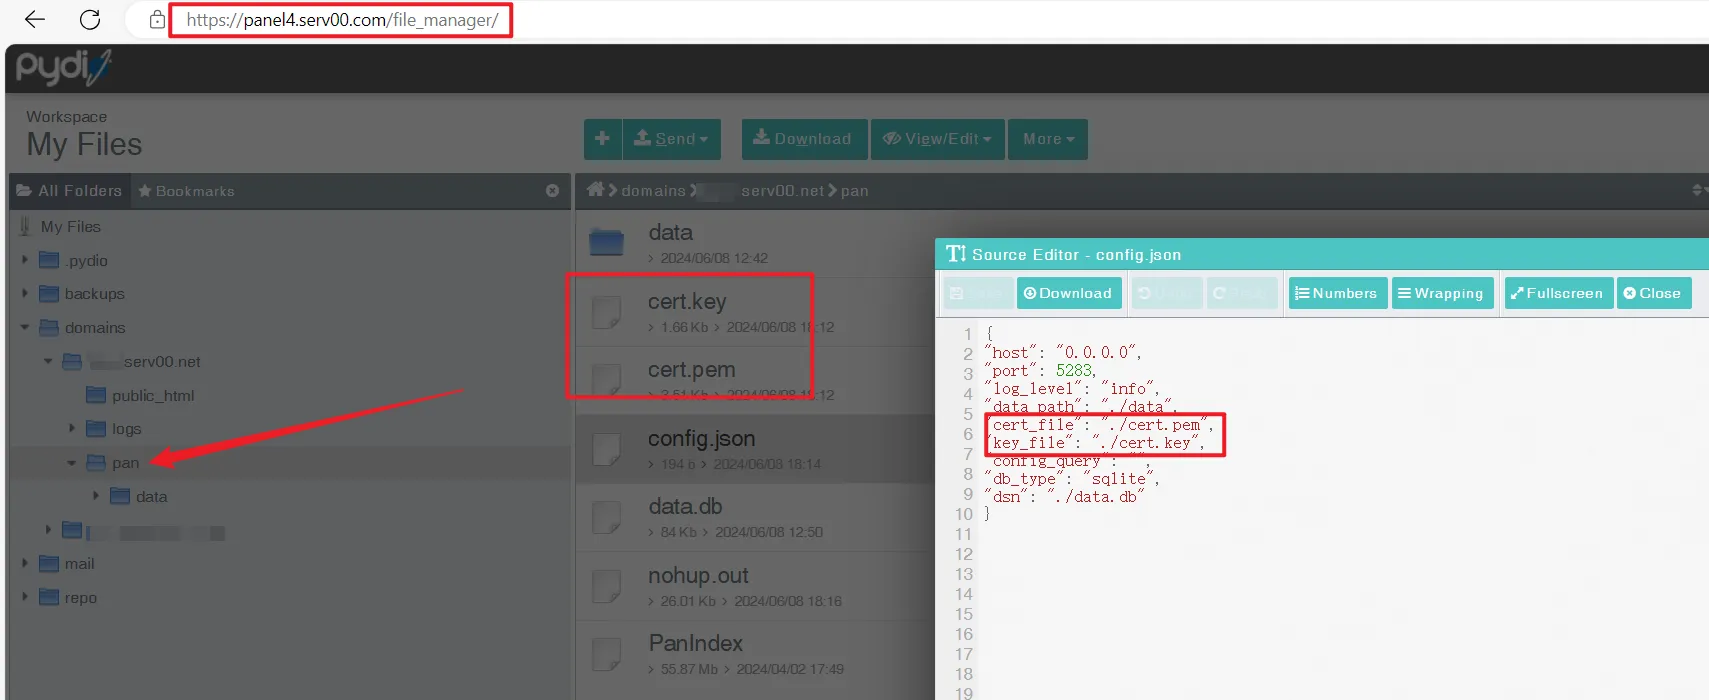 https://panel4.serv00.com/file_manager/
pydio
Workspace
My Files
Send
Download
View/Edit
More
All Folders
Bookmarks
domains
serv00.net
pan
My Files
.pydio
backups
domains
serv00.net
public_html
logs
pan
data
mail
repo
data
2024/06/08 12:42
cert.key
1.66 Kb 2024/06/08 18:12
cert.pem
3.51 Kb 2024/06/08 18:12
config.json
194 b 2024/06/08 18:14
data.db
84 Kb 2024/06/08 12:50
nohup.out
26.01 Kb 2024/06/08 18:16
PanIndex
55.87 Mb 2024/04/02 17:49
Source Editor - config.json
Download
Numbers
Wrapping
Fullscreen
Close
1 {
2 "host": "0.0.0.0",
3 "port": 5283,
4 "log_level": "info",
5 "data_path": "./data",
6 "cert_file": "./cert.pem",
7 "key_file": "./cert.key",
8 "config_query": "",
9 "db_type": "sqlite",
10 "dsn": "./data.db"
11 }
12
13
14
15
16
17
18
19